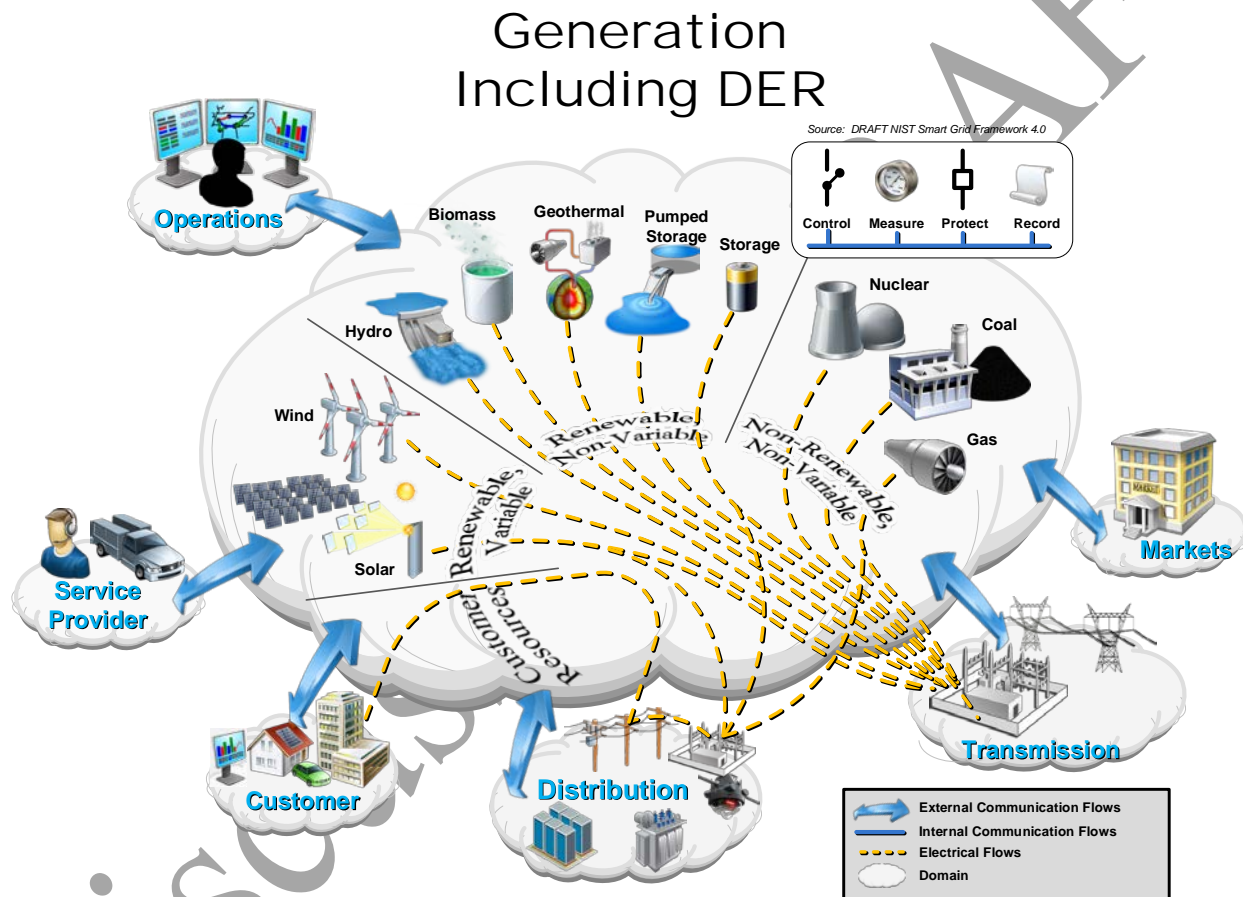 Generation
Including DER
Source: DRAFT NIST Smart Grid Framework 4.0
Control Measure Protect Record
Operations
Biomass
Geothermal
Pumped
Storage
Storage
Nuclear
Coal
Hydro
Gas
Wind
Solar
Renewable,
Non-Variable
Non-Renewable,
Non-Variable
Renewable,
Variable
Customer
Resources
MARKET
Markets
Service
Provider
Customer
Distribution
Transmission
External Communication Flows
Internal Communication Flows
Electrical Flows
Domain